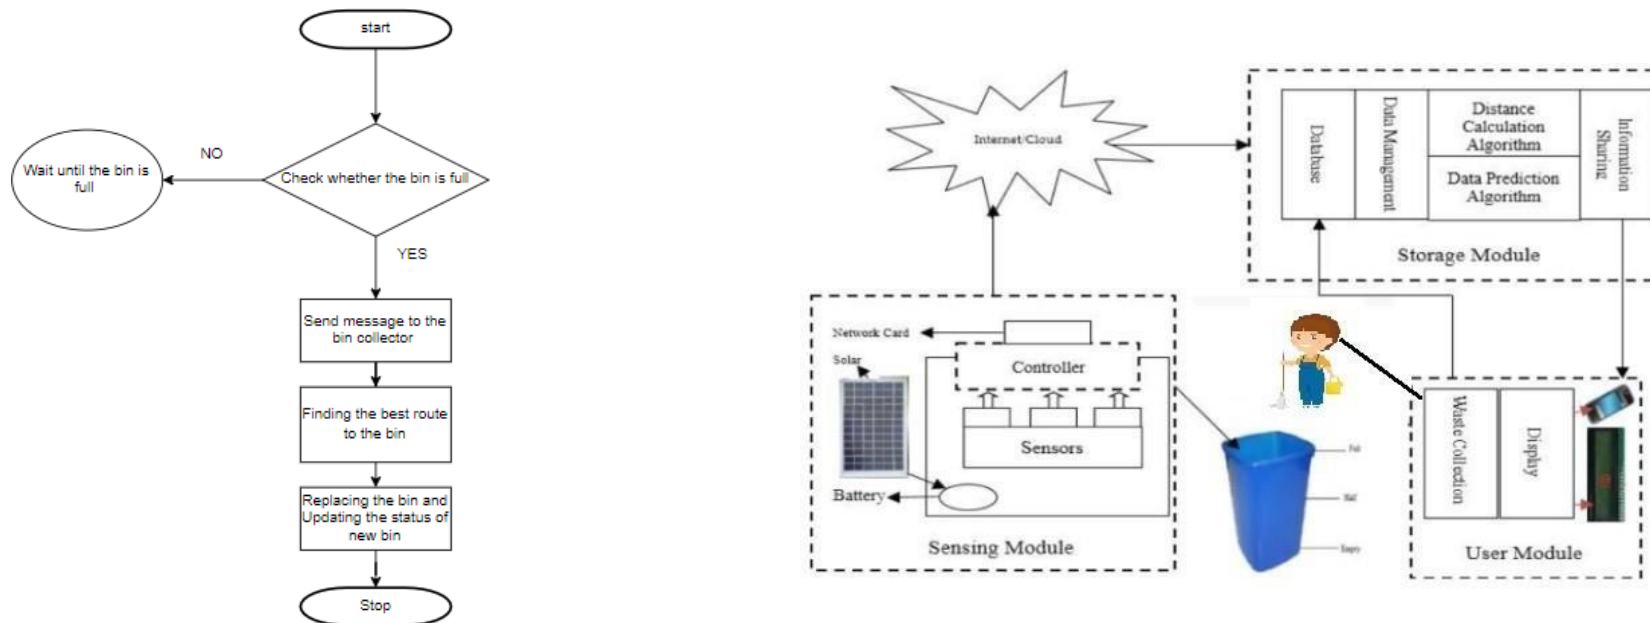 start
NO
Wait until the bin is
full
Check whether the bin is full
YES
Send message to the
bin collector
Finding the best route
to the bin
Replacing the bin and
Updating the status of
new bin
Stop
Internet/Cloud
Database
Data Management
Distance
Calculation
Algorithm
Data Prediction
Algorithm
Information
Sharing
Storage Module
Network Card
Solar
Controller
Sensors
Battery
Sensing Module
Full
Half
Empty
Waste Collection
Display
User Module